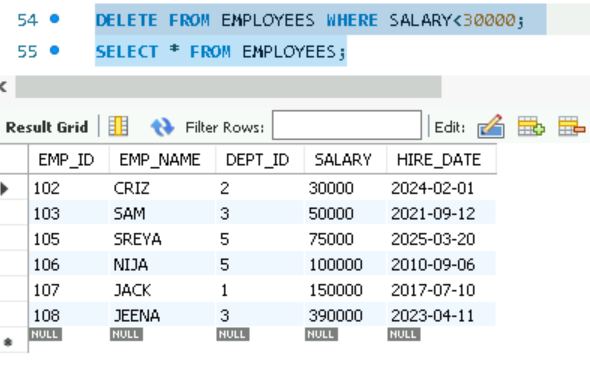 54 DELETE FROM EMPLOYEES WHERE SALARY<30000;
55 SELECT * FROM EMPLOYEES;
Result Grid Filter Rows: Edit:
EMP_ID EMP_NAME DEPT_ID SALARY HIRE_DATE
102 CRIZ 2 30000 2024-02-01
103 SAM 3 50000 2021-09-12
105 SREYA 5 75000 2025-03-20
106 NIJA 5 100000 2010-09-06
107 JACK 1 150000 2017-07-10
108 JEENA 3 390000 2023-04-11
NULL NULL NULL NULL NULL